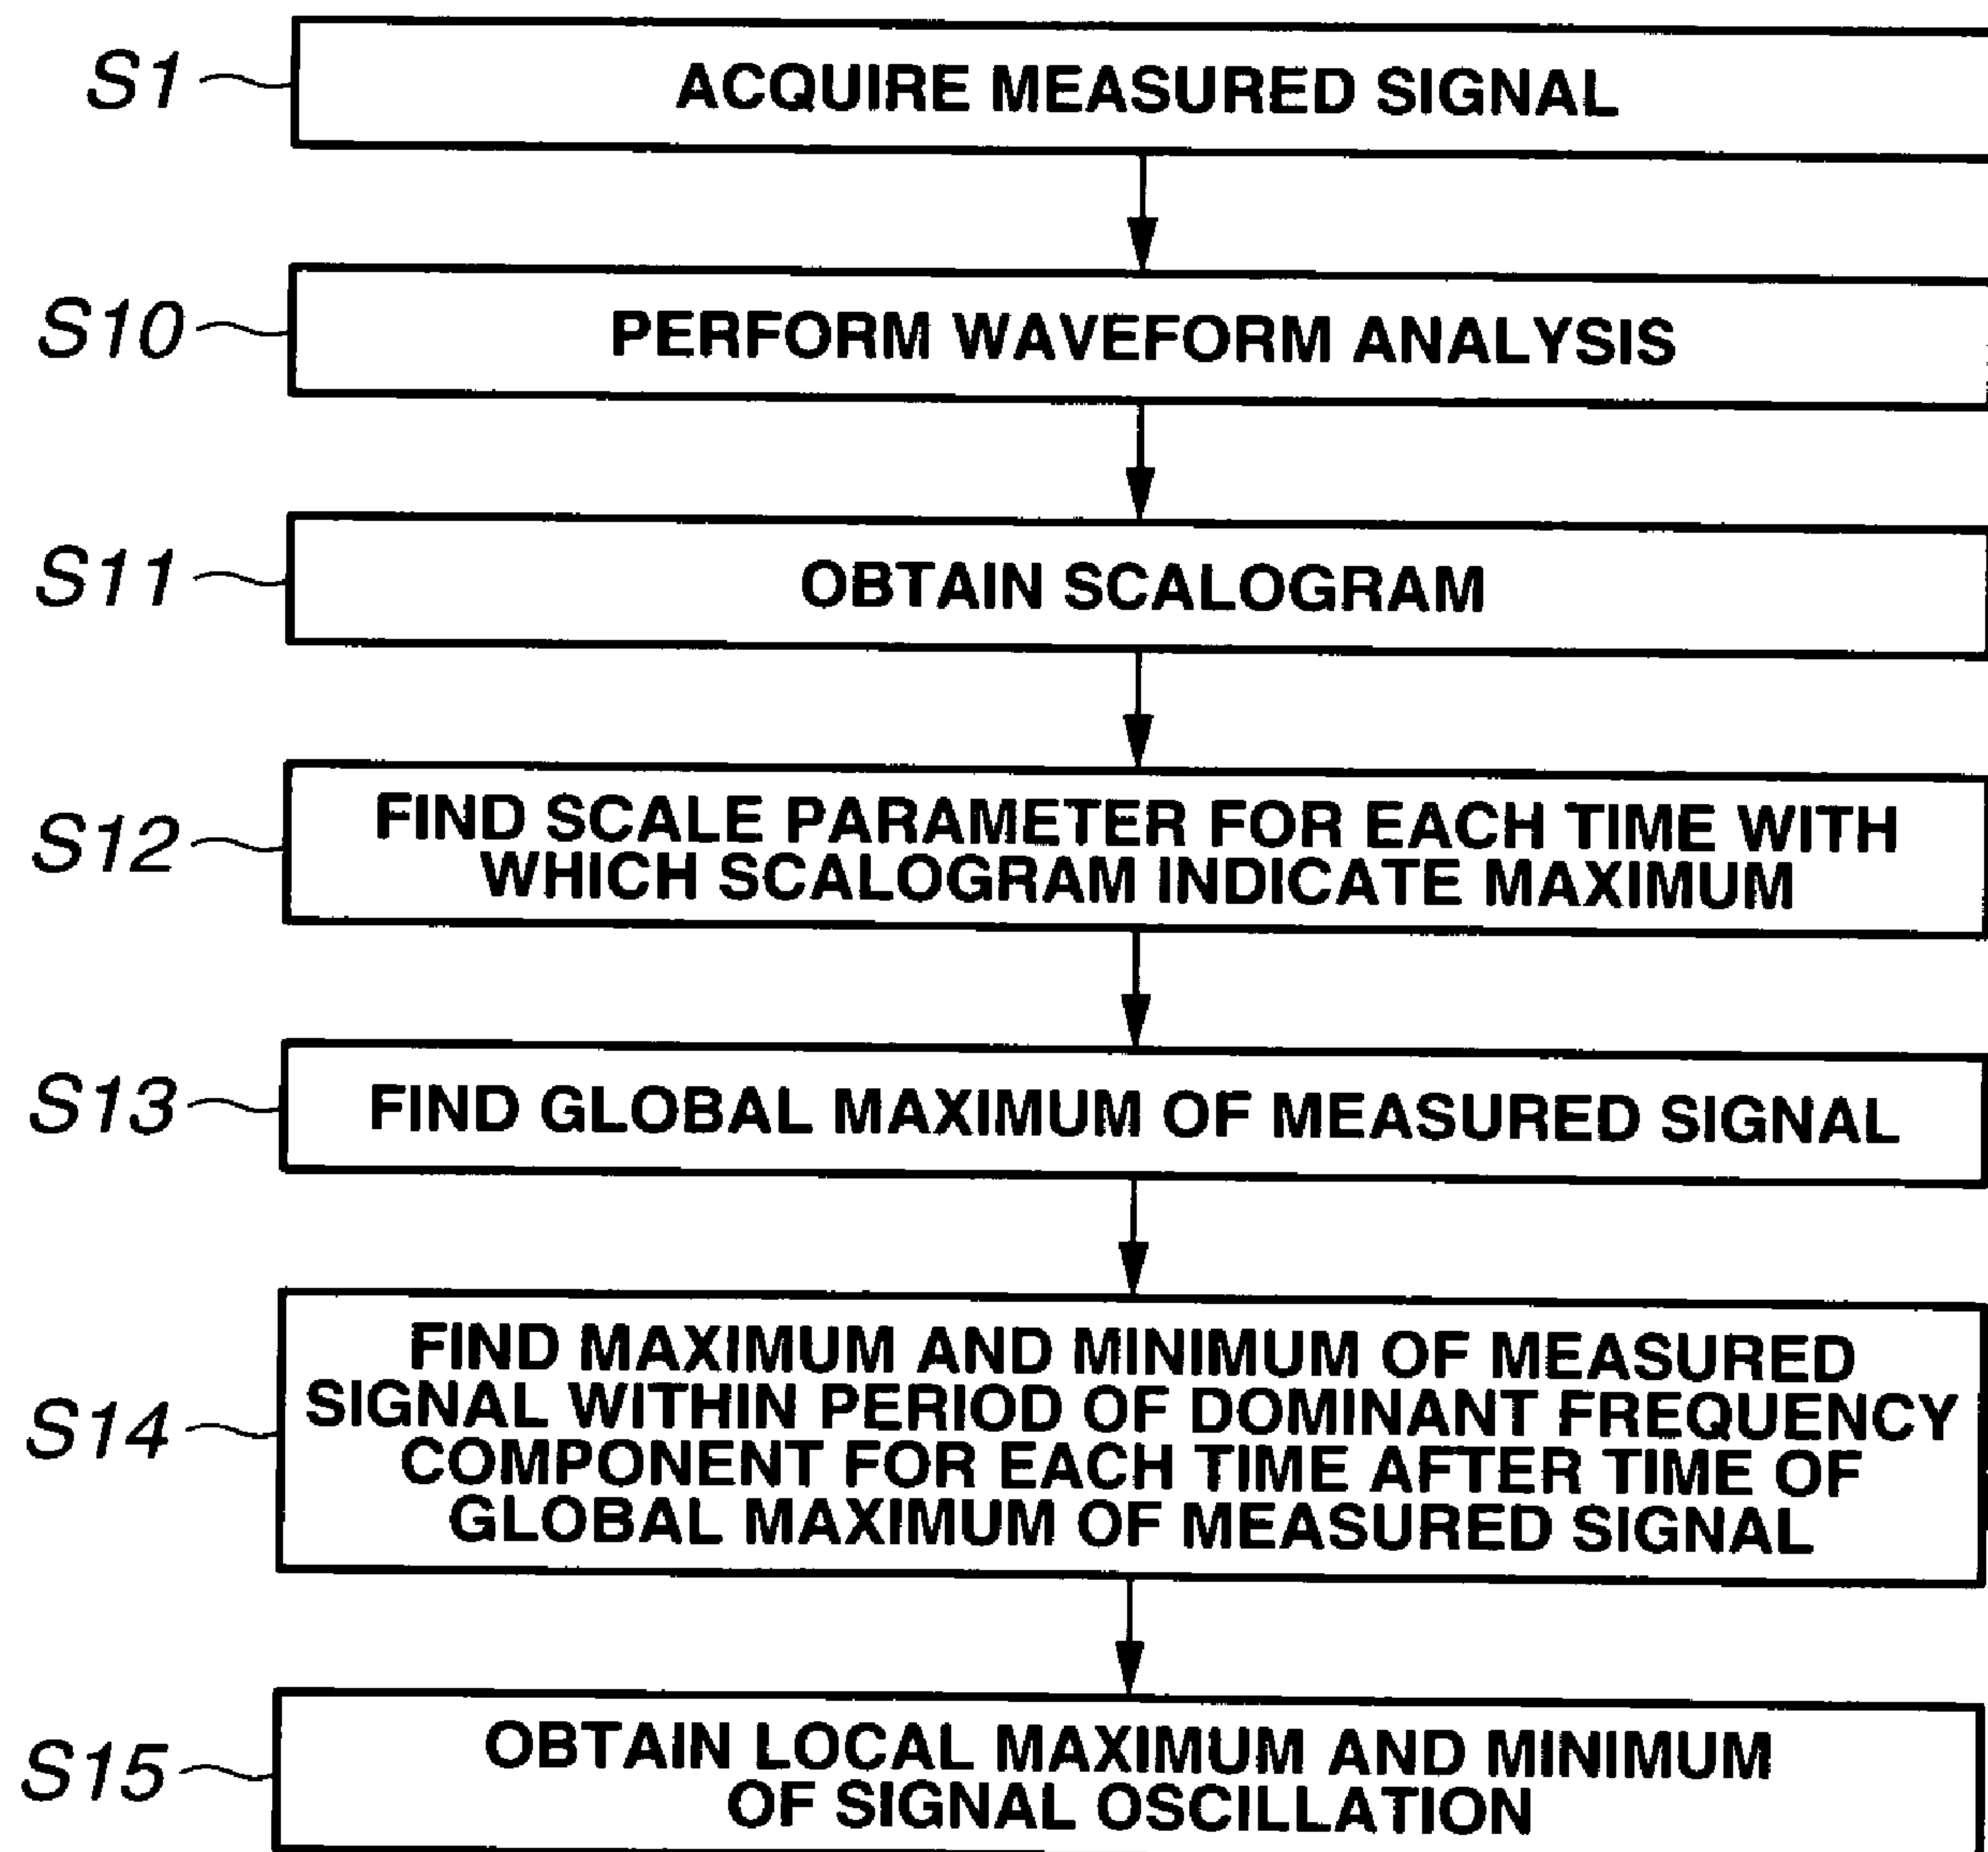 S1 ACQUIRE MEASURED SIGNAL
S10 PERFORM WAVEFORM ANALYSIS
S11 OBTAIN SCALOGRAM
S12 FIND SCALE PARAMETER FOR EACH TIME WITH
WHICH SCALOGRAM INDICATE MAXIMUM
S13 FIND GLOBAL MAXIMUM OF MEASURED SIGNAL
S14 FIND MAXIMUM AND MINIMUM OF MEASURED
SIGNAL WITHIN PERIOD OF DOMINANT FREQUENCY
COMPONENT FOR EACH TIME AFTER TIME OF
GLOBAL MAXIMUM OF MEASURED SIGNAL
S15 OBTAIN LOCAL MAXIMUM AND MINIMUM
OF SIGNAL OSCILLATION